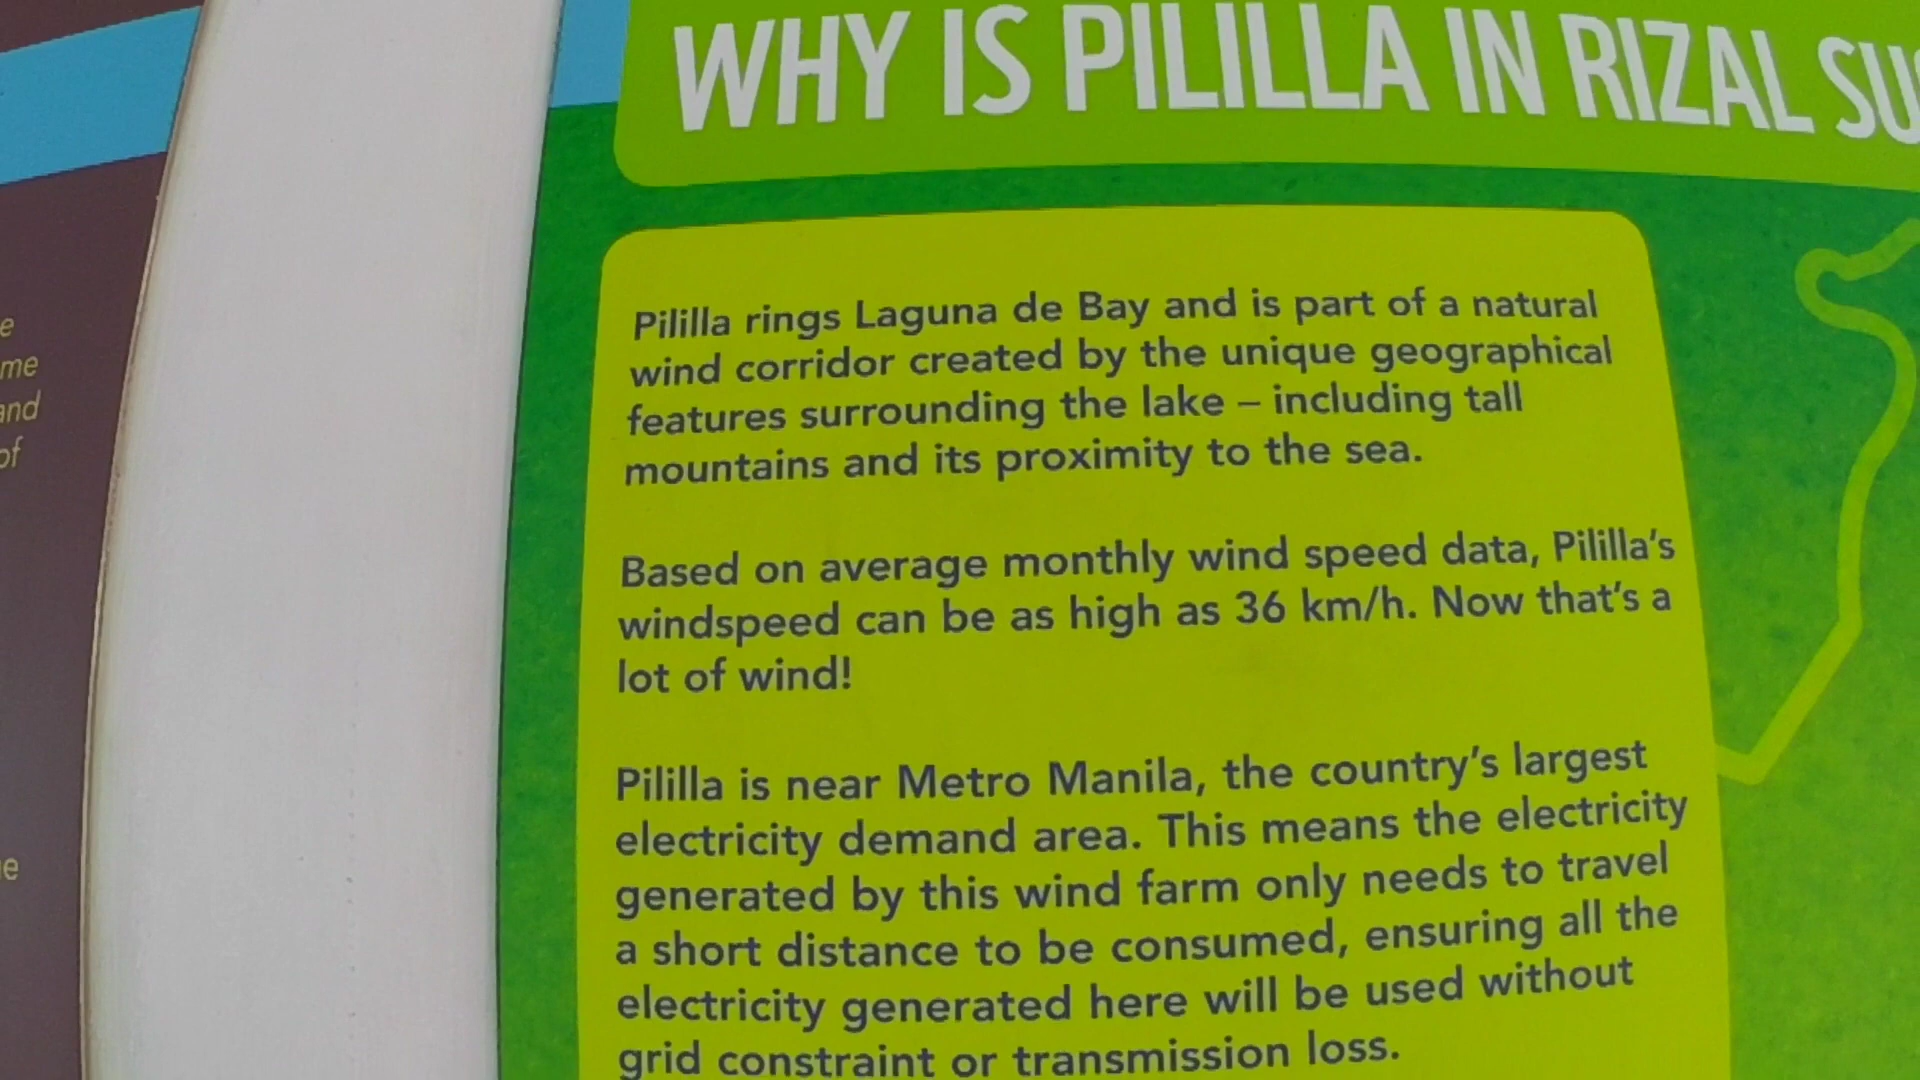 WHY IS PILILLA IN RIZAL
Pililla rings Laguna de Bay and is part of a natural
wind corridor created by the unique geographical
features surrounding the lake – including tall
mountains and its proximity to the sea.
Based on average monthly wind speed data, Pililla's
windspeed can be as high as 36 km/h. Now that's a
lot of wind!
Pililla is near Metro Manila, the country's largest
electricity demand area. This means the electricity
generated by this wind farm only needs to travel
a short distance to be consumed, ensuring all the
electricity generated here will be used without
grid constraint or transmission loss.